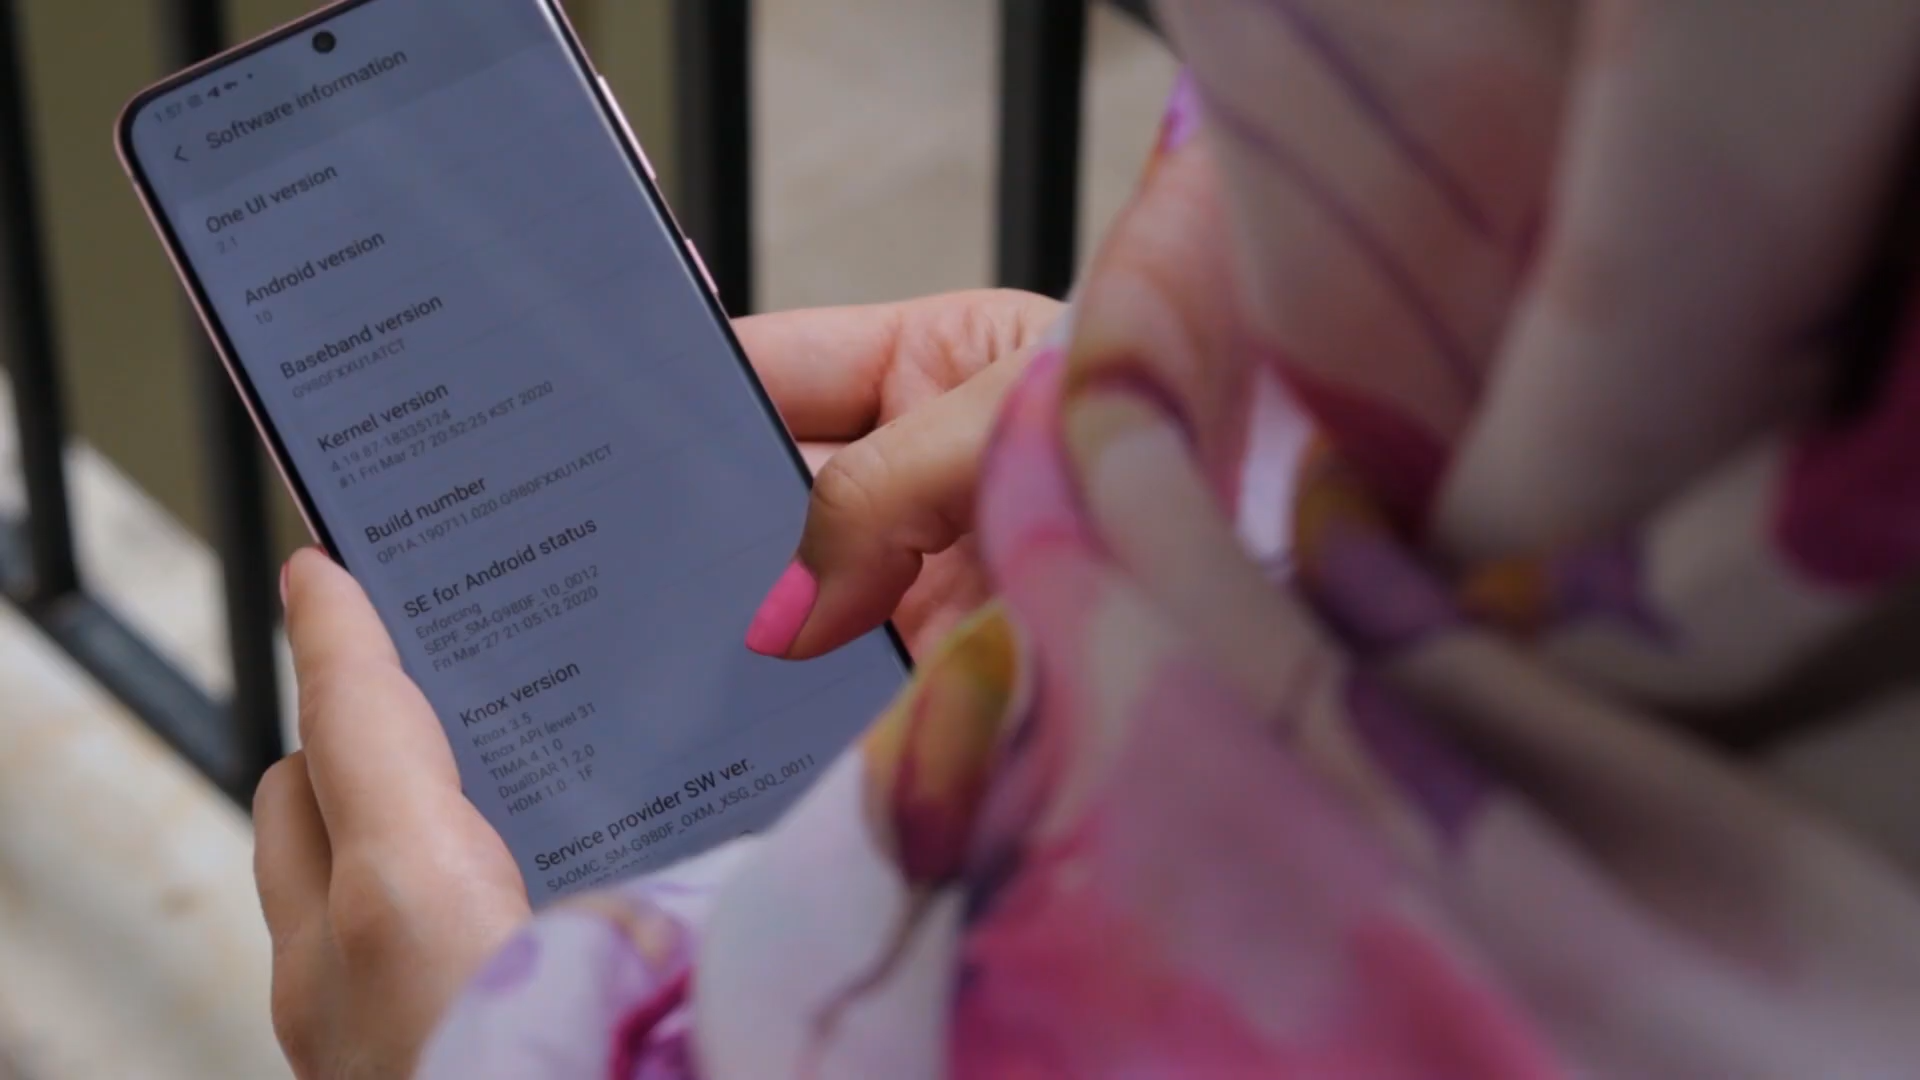 1:57
Software information
One UI version
2.1
Android version
10
Baseband version
G980FXXU1ATCT
Kernel version
4.19.87-18335124
#1 Fri Mar 27 20:52:25 KST 2020
Build number
QP1A.190711.020.G980FXXU1ATCT
SE for Android status
Enforcing
SEPF_SM-G980F_10_0012
Fri Mar 27 21:05:12 2020
Knox version
Knox 3.5
Knox API level 31
TIMA 4.1.0
DualDAR 1.2.0
HDM 1.0 - 1F
Service provider SW ver.
SAOMC_SM-G980F_OXM_XSG_QQ_0011